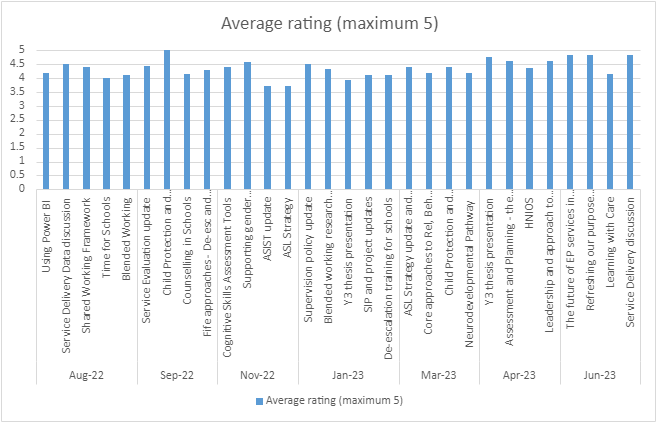 Average rating (maximum 5)
5
4.5
4
3.5
3
2.5
2
1.5
1
0.5
0
Using Power BI
Service Delivery Data discussion
Shared Working Framework
Time for Schools
Blended Working
Service Evaluation update
Child Protection and…
Counselling in Schools
Fife approaches - De-esc and…
Cognitive Skills Assessment Tools
Supporting gender…
ASIST update
ASL Strategy
Supervision policy update
Blended working research…
Y3 thesis presentation
SIP and project updates
De-escalation training for schools
ASL Strategy update and…
Core approaches to Rel, Beh…
Child Protection and…
Neurodevelopmental Pathway
Y3 thesis presentation
Assessment and Planning - the…
HNIOS
Leadership and approach to…
The future of EP services in…
Refreshing our purpose…
Learning with Care
Service Delivery discussion
Aug-22
Sep-22
Nov-22
Jan-23
Mar-23
Apr-23
Jun-23
Average rating (maximum 5)